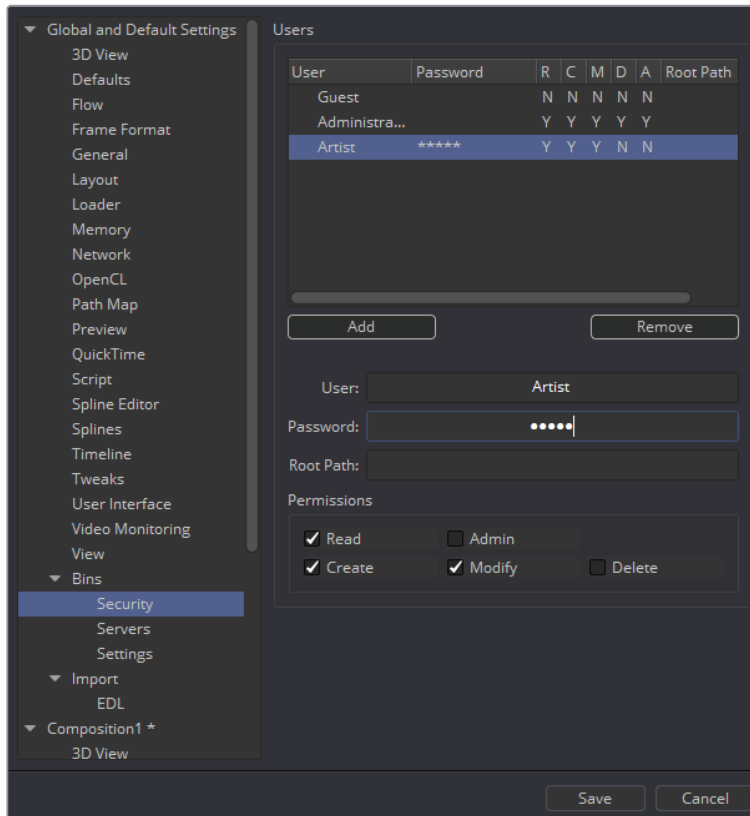 Global and Default Settings
3D View
Defaults
Flow
Frame Format
General
Layout
Loader
Memory
Network
OpenCL
Path Map
Preview
QuickTime
Script
Spline Editor
Splines
Timeline
Tweaks
User Interface
Video Monitoring
View
Bins
Security
Servers
Settings
Import
EDL
Composition1 *
3D View
Users
User Password R C M D A Root Path
Guest N N N N N
Administra... Y Y Y Y Y
Artist ***** Y Y Y N N
Add Remove
User: Artist
Password: •••••
Root Path:
Permissions
Read Admin
Create Modify Delete
Save Cancel